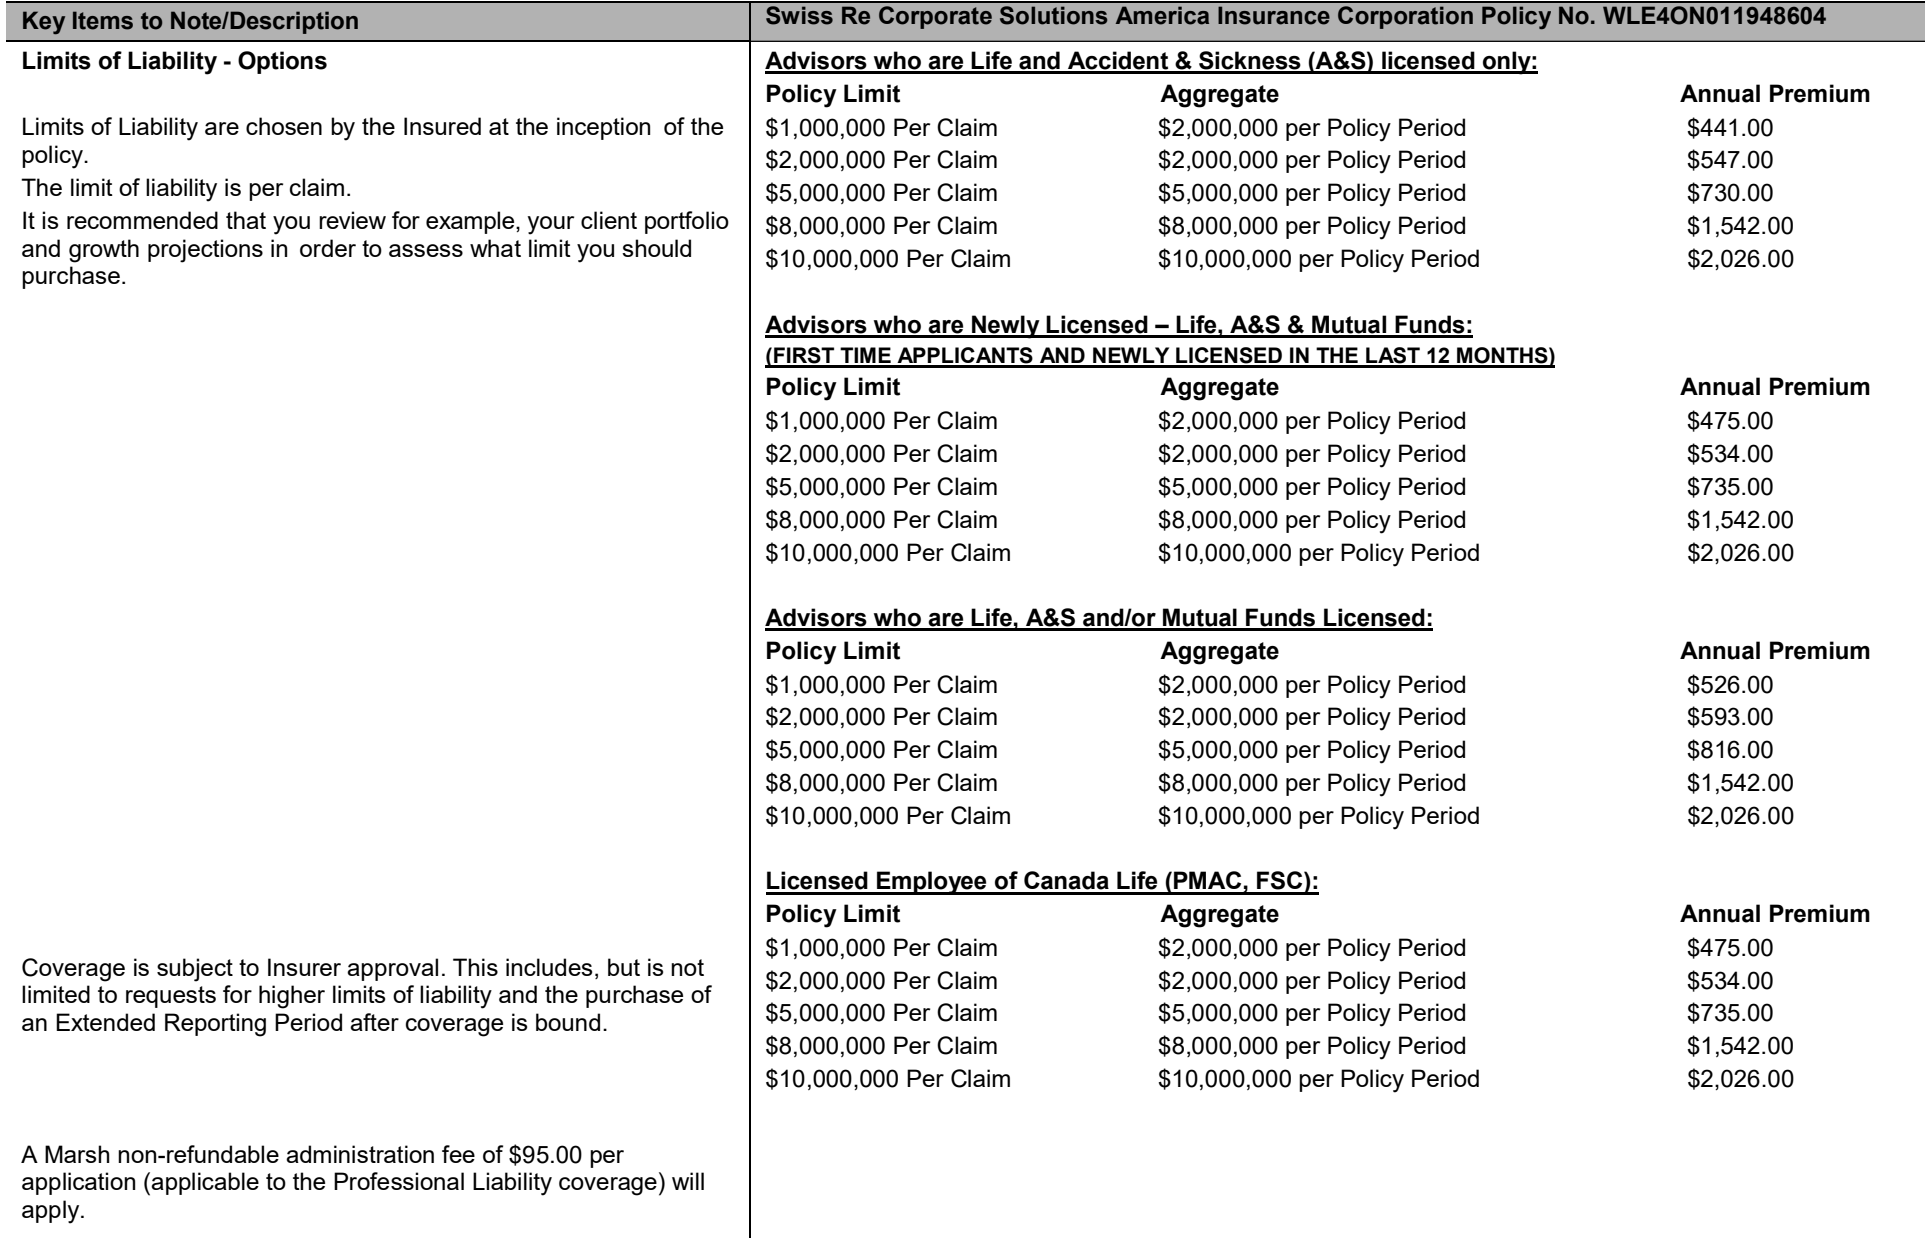 Key Items to Note/Description
Swiss Re Corporate Solutions America Insurance Corporation Policy No. WLE4ON011948604
Limits of Liability - Options
Limits of Liability are chosen by the Insured at the inception of the
policy.
The limit of liability is per claim.
It is recommended that you review for example, your client portfolio
and growth projections in order to assess what limit you should
purchase.
Coverage is subject to Insurer approval. This includes, but is not
limited to requests for higher limits of liability and the purchase of
an Extended Reporting Period after coverage is bound.
A Marsh non-refundable administration fee of $95.00 per
application (applicable to the Professional Liability coverage) will
apply.
Advisors who are Life and Accident & Sickness (A&S) licensed only:
Policy Limit Aggregate Annual Premium
$1,000,000 Per Claim $2,000,000 per Policy Period $441.00
$2,000,000 Per Claim $2,000,000 per Policy Period $547.00
$5,000,000 Per Claim $5,000,000 per Policy Period $730.00
$8,000,000 Per Claim $8,000,000 per Policy Period $1,542.00
$10,000,000 Per Claim $10,000,000 per Policy Period $2,026.00
Advisors who are Newly Licensed – Life, A&S & Mutual Funds:
(FIRST TIME APPLICANTS AND NEWLY LICENSED IN THE LAST 12 MONTHS)
Policy Limit Aggregate Annual Premium
$1,000,000 Per Claim $2,000,000 per Policy Period $475.00
$2,000,000 Per Claim $2,000,000 per Policy Period $534.00
$5,000,000 Per Claim $5,000,000 per Policy Period $735.00
$8,000,000 Per Claim $8,000,000 per Policy Period $1,542.00
$10,000,000 Per Claim $10,000,000 per Policy Period $2,026.00
Advisors who are Life, A&S and/or Mutual Funds Licensed:
Policy Limit Aggregate Annual Premium
$1,000,000 Per Claim $2,000,000 per Policy Period $526.00
$2,000,000 Per Claim $2,000,000 per Policy Period $593.00
$5,000,000 Per Claim $5,000,000 per Policy Period $816.00
$8,000,000 Per Claim $8,000,000 per Policy Period $1,542.00
$10,000,000 Per Claim $10,000,000 per Policy Period $2,026.00
Licensed Employee of Canada Life (PMAC, FSC):
Policy Limit Aggregate Annual Premium
$1,000,000 Per Claim $2,000,000 per Policy Period $475.00
$2,000,000 Per Claim $2,000,000 per Policy Period $534.00
$5,000,000 Per Claim $5,000,000 per Policy Period $735.00
$8,000,000 Per Claim $8,000,000 per Policy Period $1,542.00
$10,000,000 Per Claim $10,000,000 per Policy Period $2,026.00